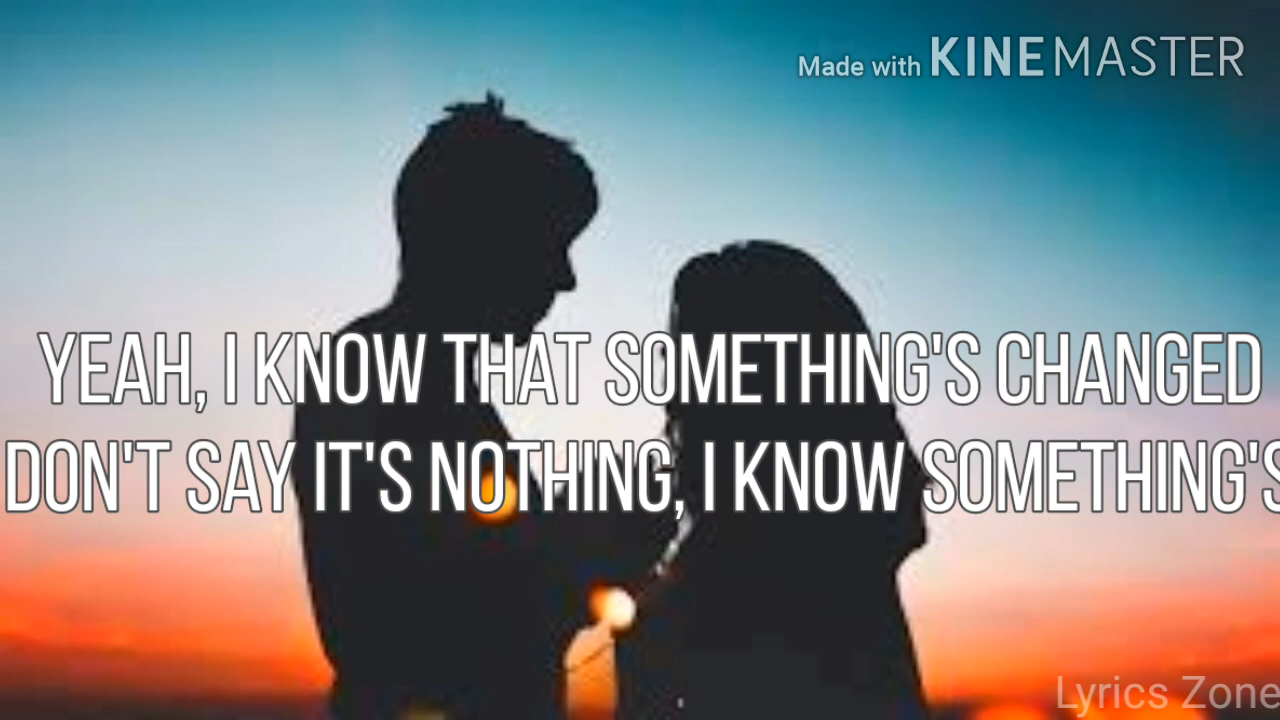 Made with KINEMASTER
YEAH, I KNOW THAT SOMETHING'S CHANGED
DON'T SAY IT'S NOTHING, I KNOW SOMETHING'S
Lyrics Zone